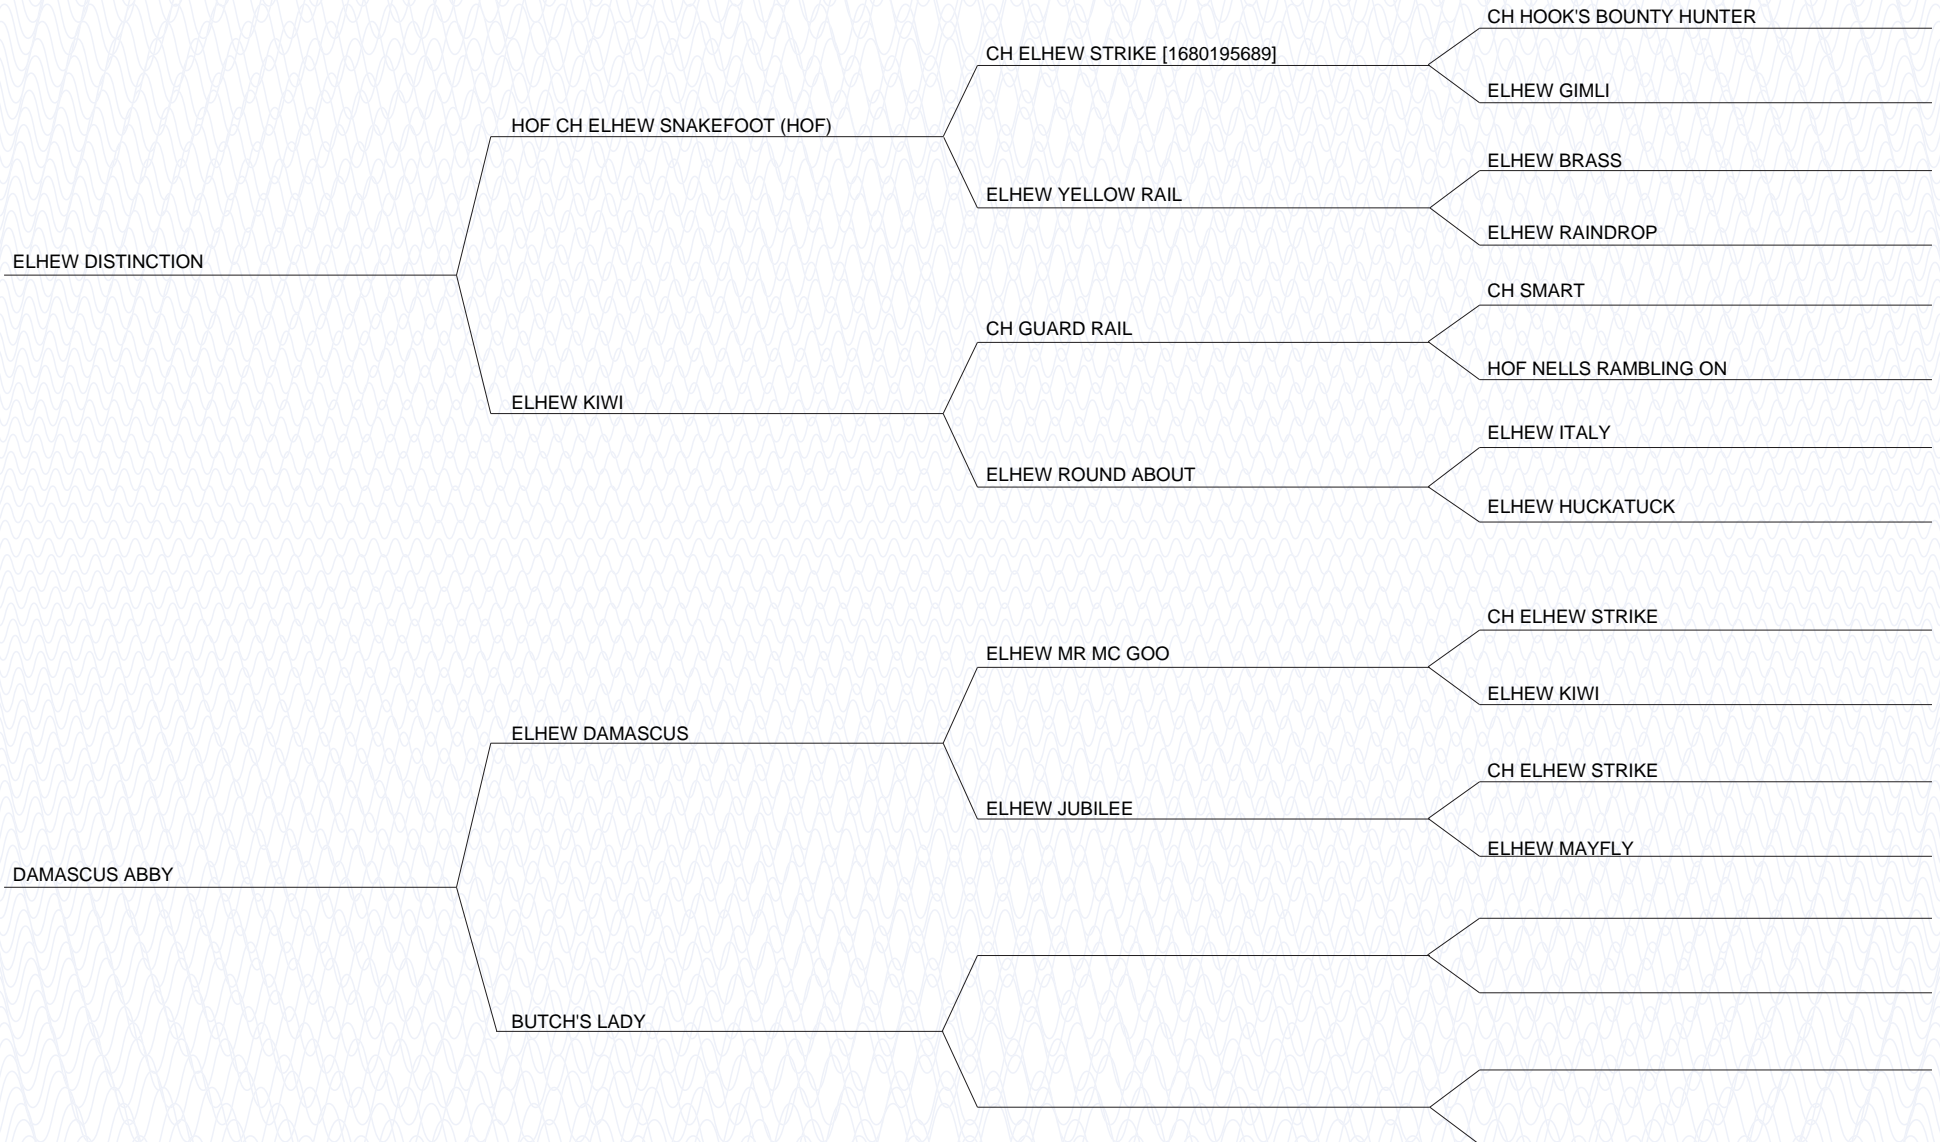 CH HOOK'S BOUNTY HUNTER
CH ELHEW STRIKE [1680195689]
ELHEW GIMLI
HOF CH ELHEW SNAKEFOOT (HOF)
ELHEW BRASS
ELHEW YELLOW RAIL
ELHEW RAINDROP
ELHEW DISTINCTION
CH SMART
CH GUARD RAIL
HOF NELLS RAMBLING ON
ELHEW KIWI
ELHEW ITALY
ELHEW ROUND ABOUT
ELHEW HUCKATUCK
CH ELHEW STRIKE
ELHEW MR MC GOO
ELHEW KIWI
ELHEW DAMASCUS
CH ELHEW STRIKE
ELHEW JUBILEE
ELHEW MAYFLY
DAMASCUS ABBY
BUTCH'S LADY